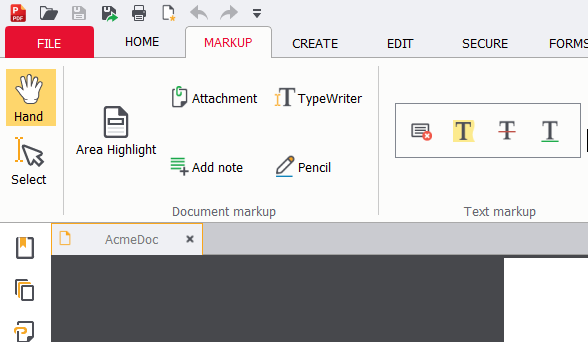 PDF
FILE HOME MARKUP CREATE EDIT SECURE FORMS
Hand
Select
Area Highlight
Attachment
TypeWriter
Add note
Pencil
Document markup
T T T
Text markup
AcmeDoc